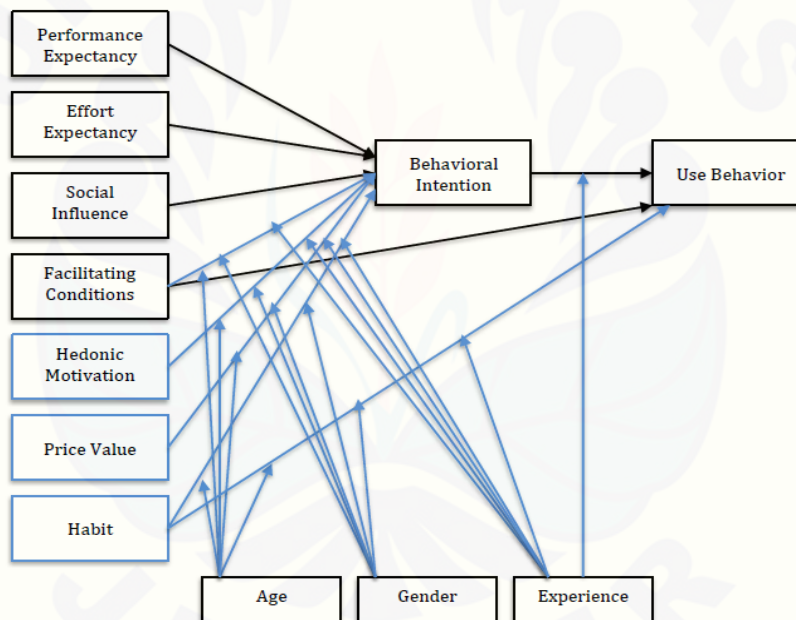 Performance
Expectancy
Effort
Expectancy
Social
Influence
Facilitating
Conditions
Hedonic
Motivation
Price Value
Habit
Behavioral
Intention
Use Behavior
Age
Gender
Experience